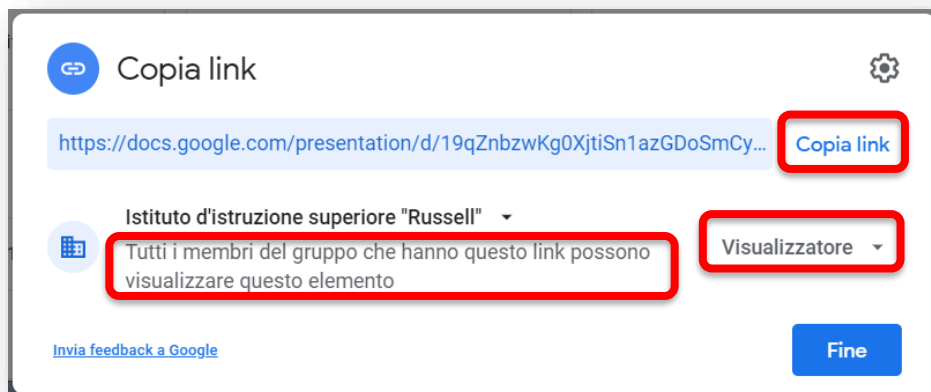 Copia link
https://docs.google.com/presentation/d/19qZnbzwKg0XjtiSn1azGDoSmCy... Copia link
Istituto d'istruzione superiore "Russell"
Tutti i membri del gruppo che hanno questo link possono
visualizzare questo elemento
Visualizzatore
Invia feedback a Google
Fine